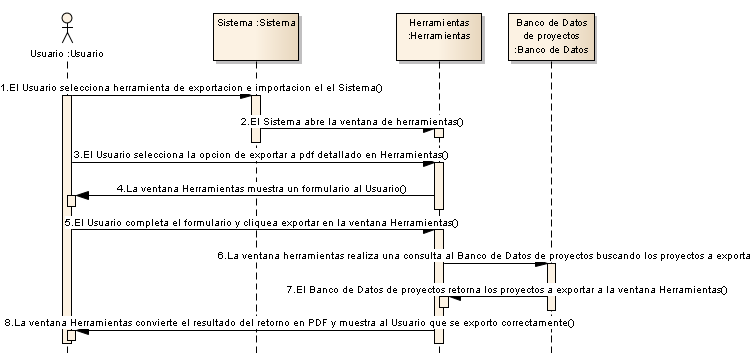 Usuario :Usuario
Sistema :Sistema
Herramientas
:Herramientas
Banco de Datos
de proyectos
:Banco de Datos
1.El Usuario selecciona herramienta de exportacion e importacion el el Sistema()
2.El Sistema abre la ventana de herramientas()
3.El Usuario selecciona la opcion de exportar a pdf detallado en Herramientas()
4.La ventana Herramientas muestra un formulario al Usuario()
5.El Usuario completa el formulario y cliquea exportar en la ventana Herramientas()
6.La ventana herramientas realiza una consulta al Banco de Datos de proyectos buscando los proyectos a exporta
7.El Banco de Datos de proyectos retorna los proyectos a exportar a la ventana Herramientas()
8.La ventana Herramientas convierte el resultado del retorno en PDF y muestra al Usuario que se exporto correctamente()